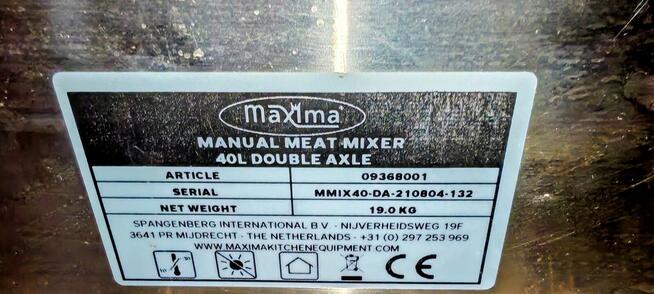 maxima
MANUAL MEAT MIXER
40L DOUBLE AXLE
ARTICLE 09368001
SERIAL MMIX40-DA-210804-132
NET WEIGHT 19.0 KG
SPANGENBERG INTERNATIONAL B.V. - NIJVERHEIDSWEG 19F
3641 PR MIJDRECHT - THE NETHERLANDS - +31 (0) 297 253 969
WWW.MAXIMAKITCHENEQUIPMENT.COM
CE